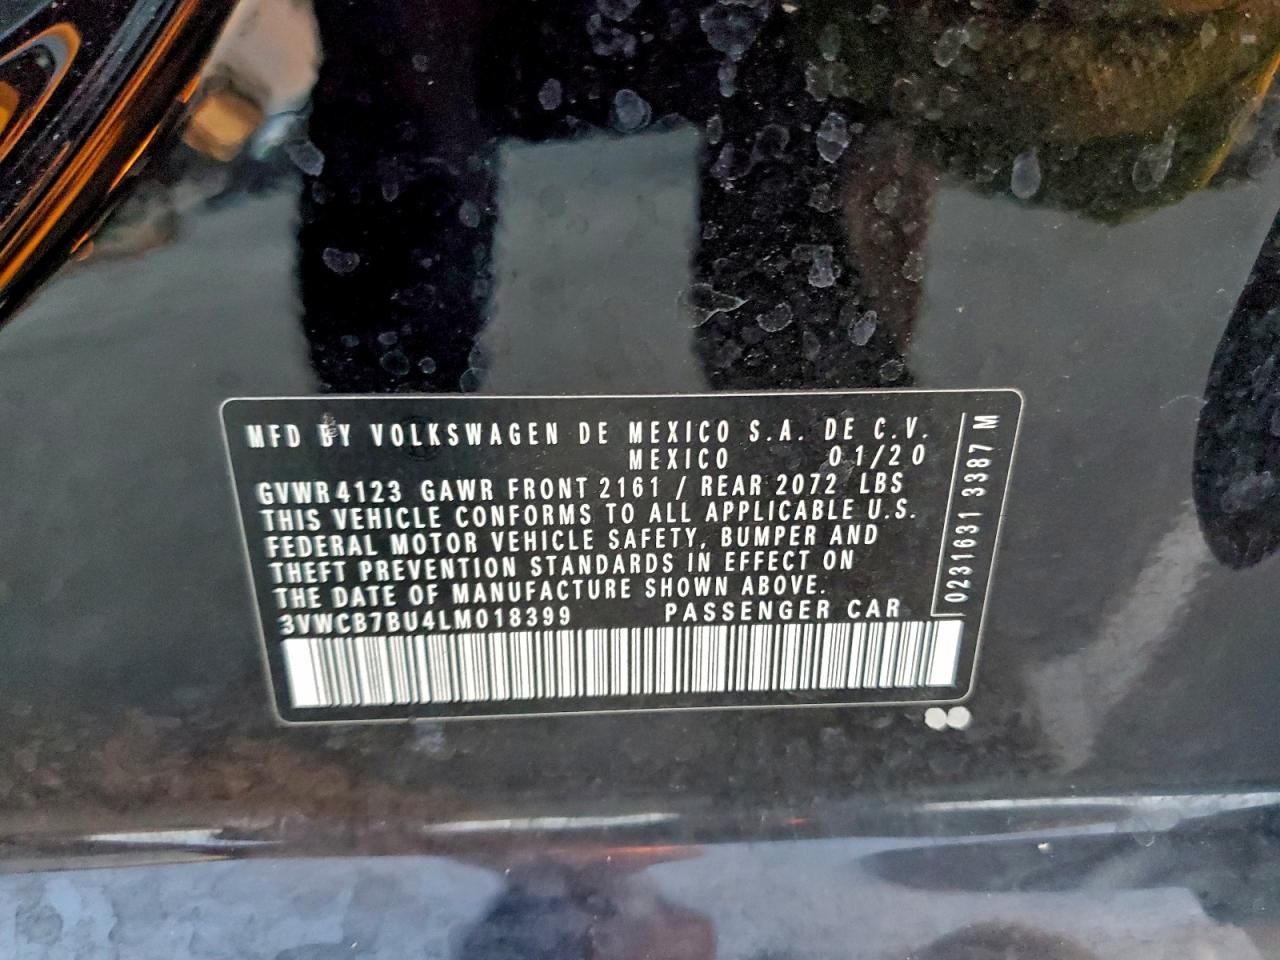 MFD BY VOLKSWAGEN DE MEXICO S.A. DE C.V.
MEXICO 01/20
GVWR 4123 GAWR FRONT 2161 / REAR 2072 LBS
THIS VEHICLE CONFORMS TO ALL APPLICABLE U.S.
FEDERAL MOTOR VEHICLE SAFETY, BUMPER AND
THEFT PREVENTION STANDARDS IN EFFECT ON
THE DATE OF MANUFACTURE SHOWN ABOVE.
3VWCB7BU4LM018399 PASSENGER CAR
0231631 3387 M